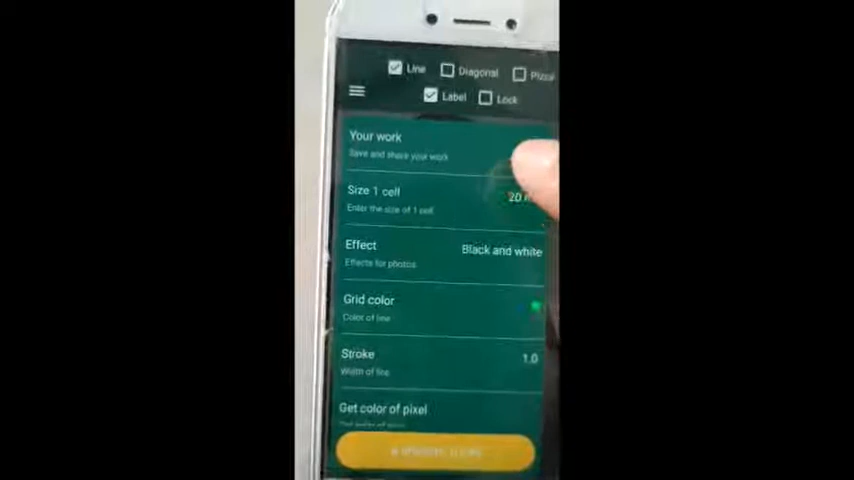 Line Diagonal Pizza
Label Lock
Your work
Save and share your work
Size 1 cell 20
Enter the size of 1 cell
Effect Black and white
Effects for photos
Grid color
Color of line
Stroke 1.0
Width of line
Get color of pixel